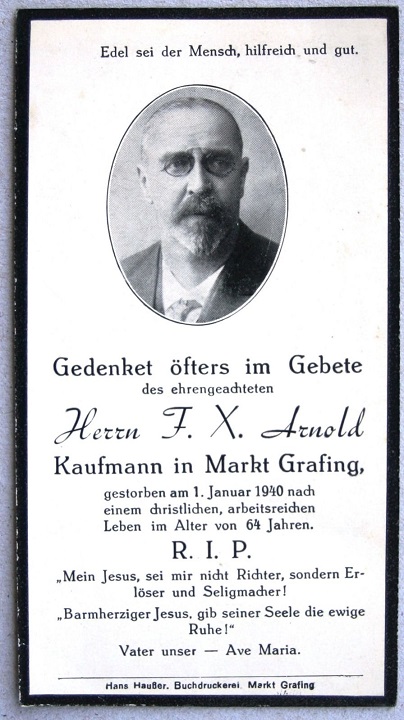 Edel sei der Mensch, hilfreich und gut.
Gedenket öfters im Gebete
des ehrengeachteten
Herrn F. X. Arnold
Kaufmann in Markt Grafing,
gestorben am 1. Januar 1940 nach
einem christlichen, arbeitsreichen
Leben im Alter von 64 Jahren.
R. I. P.
„Mein Jesus, sei mir nicht Richter, sondern Er-
löser und Seligmacher!
„Barmherziger Jesus, gib seiner Seele die ewige
Ruhe!“
Vater unser — Ave Maria.
Hans Haußer, Buchdruckerei, Markt Grafing